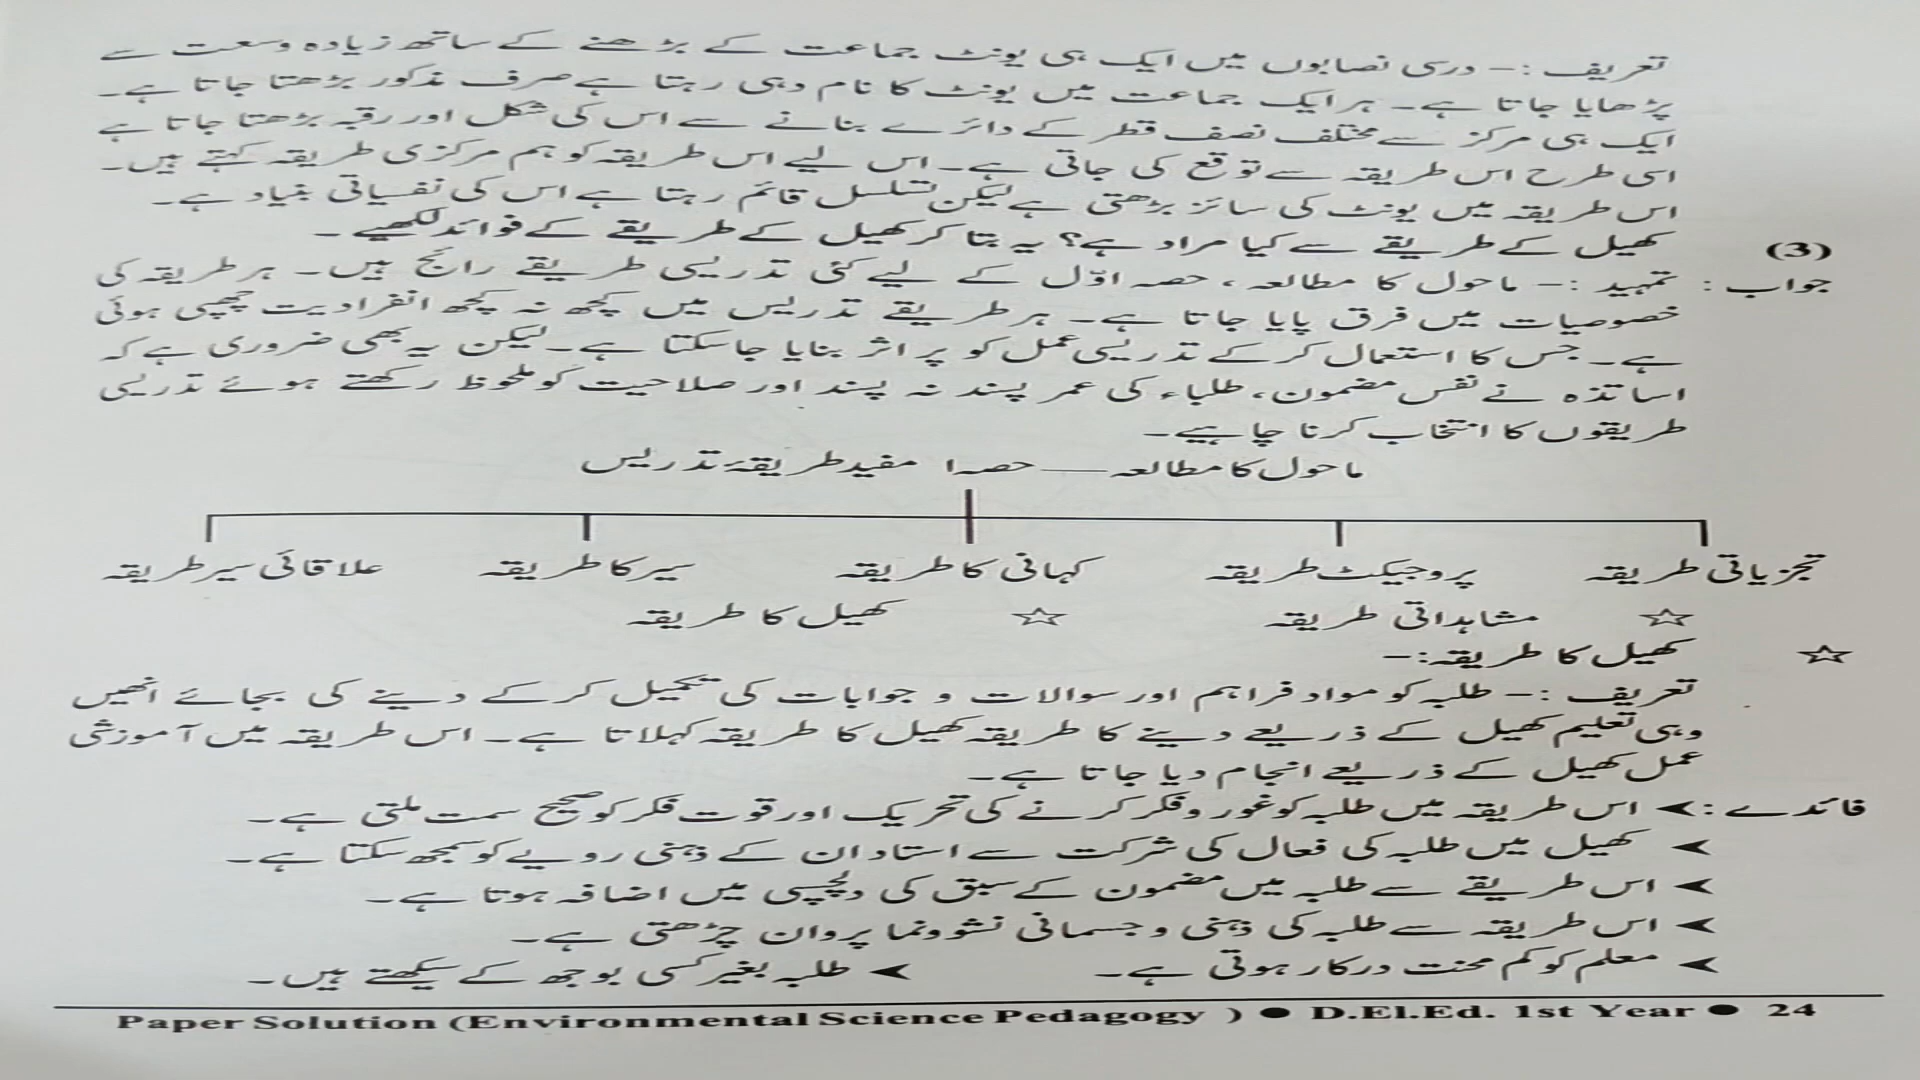 تعریف :- درسی نصابوں میں ایک ہی یونٹ جماعت کے بڑھنے کے ساتھ زیادہ وسعت سے
پڑھایا جاتا ہے۔ ہر ایک جماعت میں یونٹ کا نام وہی رہتا ہے صرف مذکور بڑھتا جاتا ہے۔
ایک ہی مرکز سے مختلف نصف قطر کے دائرے بنانے سے اس کی شکل اور رقبہ بڑھتا جاتا ہے
اسی طرح اس طریقہ سے توقع کی جاتی ہے۔ اس لیے اس طریقہ کو ہم مرکزی طریقہ کہتے ہیں۔
اس طریقہ میں یونٹ کی سائز بڑھتی ہے لیکن تسلسل قائم رہتا ہے اس کی نفسیاتی بنیاد ہے۔
(3) کھیل کے طریقے سے کیا مراد ہے؟ یہ بتا کر کھیل کے طریقے کے فوائد لکھیے۔
جواب : تمہید :- ماحول کا مطالعہ، حصہ اوّل کے لیے کئی تدریسی طریقے رائج ہیں۔ ہر طریقہ کی
خصوصیات میں فرق پایا جاتا ہے۔ ہر طریقے تدریس میں کچھ نہ کچھ انفرادیت چھپی ہوئی
ہے۔ جس کا استعمال کر کے تدریسی عمل کو پر اثر بنایا جا سکتا ہے۔ لیکن یہ بھی ضروری ہے کہ
اساتذہ نے نفس مضمون، طلباء کی عمر پسند نہ پسند اور صلاحیت کو ملحوظ رکھتے ہوئے تدریسی
طریقوں کا انتخاب کرنا چاہیے۔
ماحول کا مطالعہ —— حصہ ا مفید طریقۂ تدریس
تجزیاتی طریقہ پروجیکٹ طریقہ کہانی کا طریقہ سیر کا طریقہ علاقائی سیر طریقہ
☆ مشاہداتی طریقہ ☆ کھیل کا طریقہ
☆ کھیل کا طریقہ:-
تعریف :- طلبہ کو مواد فراہم اور سوالات و جوابات کی تکمیل کر کے دینے کی بجائے انھیں
وہی تعلیم کھیل کے ذریعے دینے کا طریقہ کھیل کا طریقہ کہلاتا ہے۔ اس طریقہ میں آموزشی
عمل کھیل کے ذریعے انجام دیا جاتا ہے۔
فائدے : ➤ اس طریقہ میں طلبہ کو غور و فکر کرنے کی تحریک اور قوت فکر کو صحیح سمت ملتی ہے۔
➤ کھیل میں طلبہ کی فعال کی شرکت سے استاد ان کے ذہنی رویے کو سمجھ سکتا ہے۔
➤ اس طریقے سے طلبہ میں مضمون کے سبق کی دلچسپی میں اضافہ ہوتا ہے۔
➤ اس طریقہ سے طلبہ کی ذہنی و جسمانی نشوونما پروان چڑھتی ہے۔
➤ معلم کو کم محنت درکار ہوتی ہے۔ ➤ طلبہ بغیر کسی بوجھ کے سیکھتے ہیں۔
Paper Solution (Environmental Science Pedagogy ) ● D.El.Ed. 1st Year ● 24